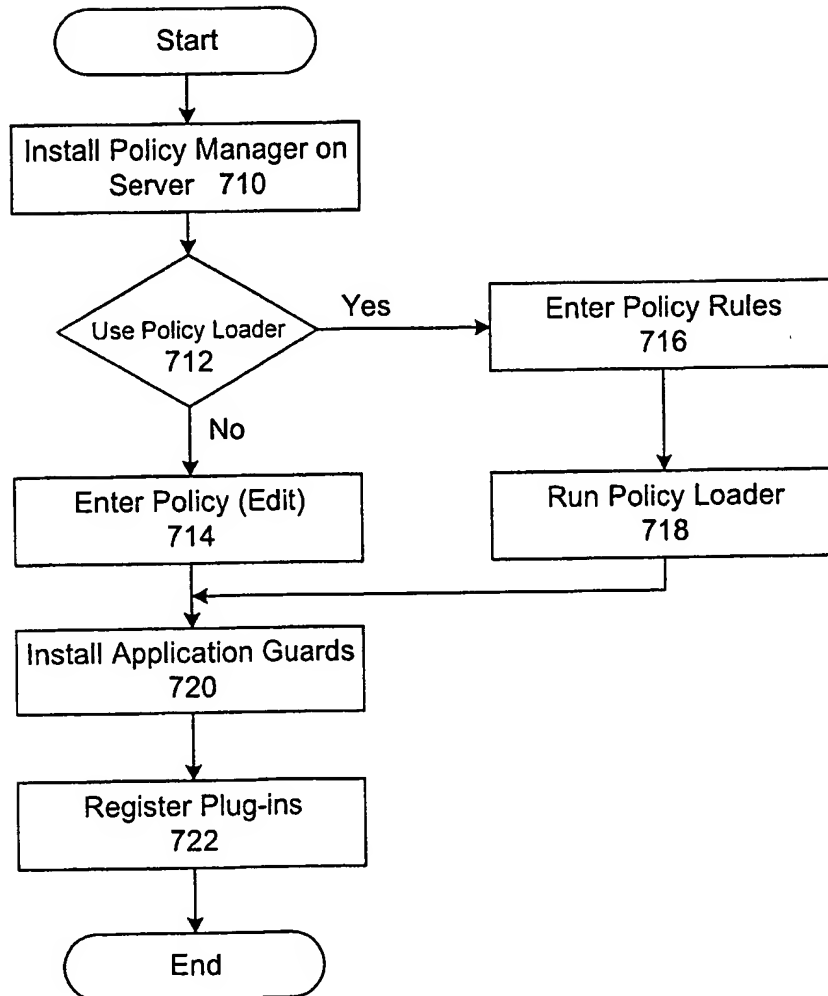 Start
Install Policy Manager on
Server 710
Use Policy Loader
712
Yes
No
Enter Policy Rules
716
Run Policy Loader
718
Enter Policy (Edit)
714
Install Application Guards
720
Register Plug-ins
722
End